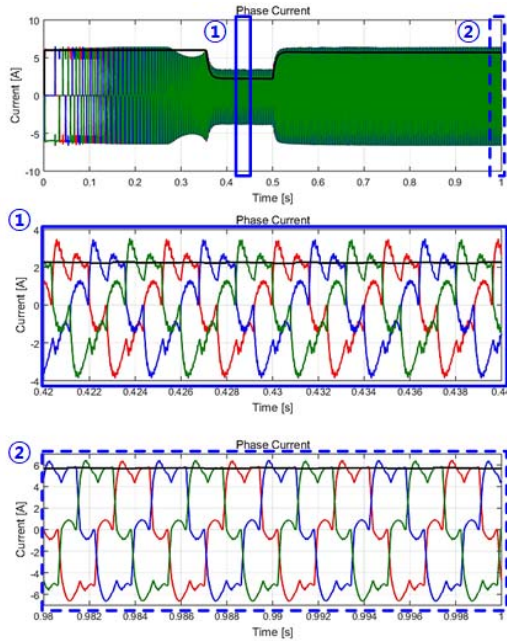 Phase Current
①
②
10
5
0
-5
-10
Current [A]
0 0.1 0.2 0.3 0.4 0.5 0.6 0.7 0.8 0.9 1
Time [s]
①
Phase Current
4
2
0
-2
-4
Current [A]
0.42 0.422 0.424 0.426 0.428 0.43 0.432 0.434 0.436 0.438 0.44
Time [s]
②
Phase Current
6
4
2
0
-2
-4
-6
Current [A]
0.98 0.982 0.984 0.986 0.988 0.99 0.992 0.994 0.996 0.998 1
Time [s]